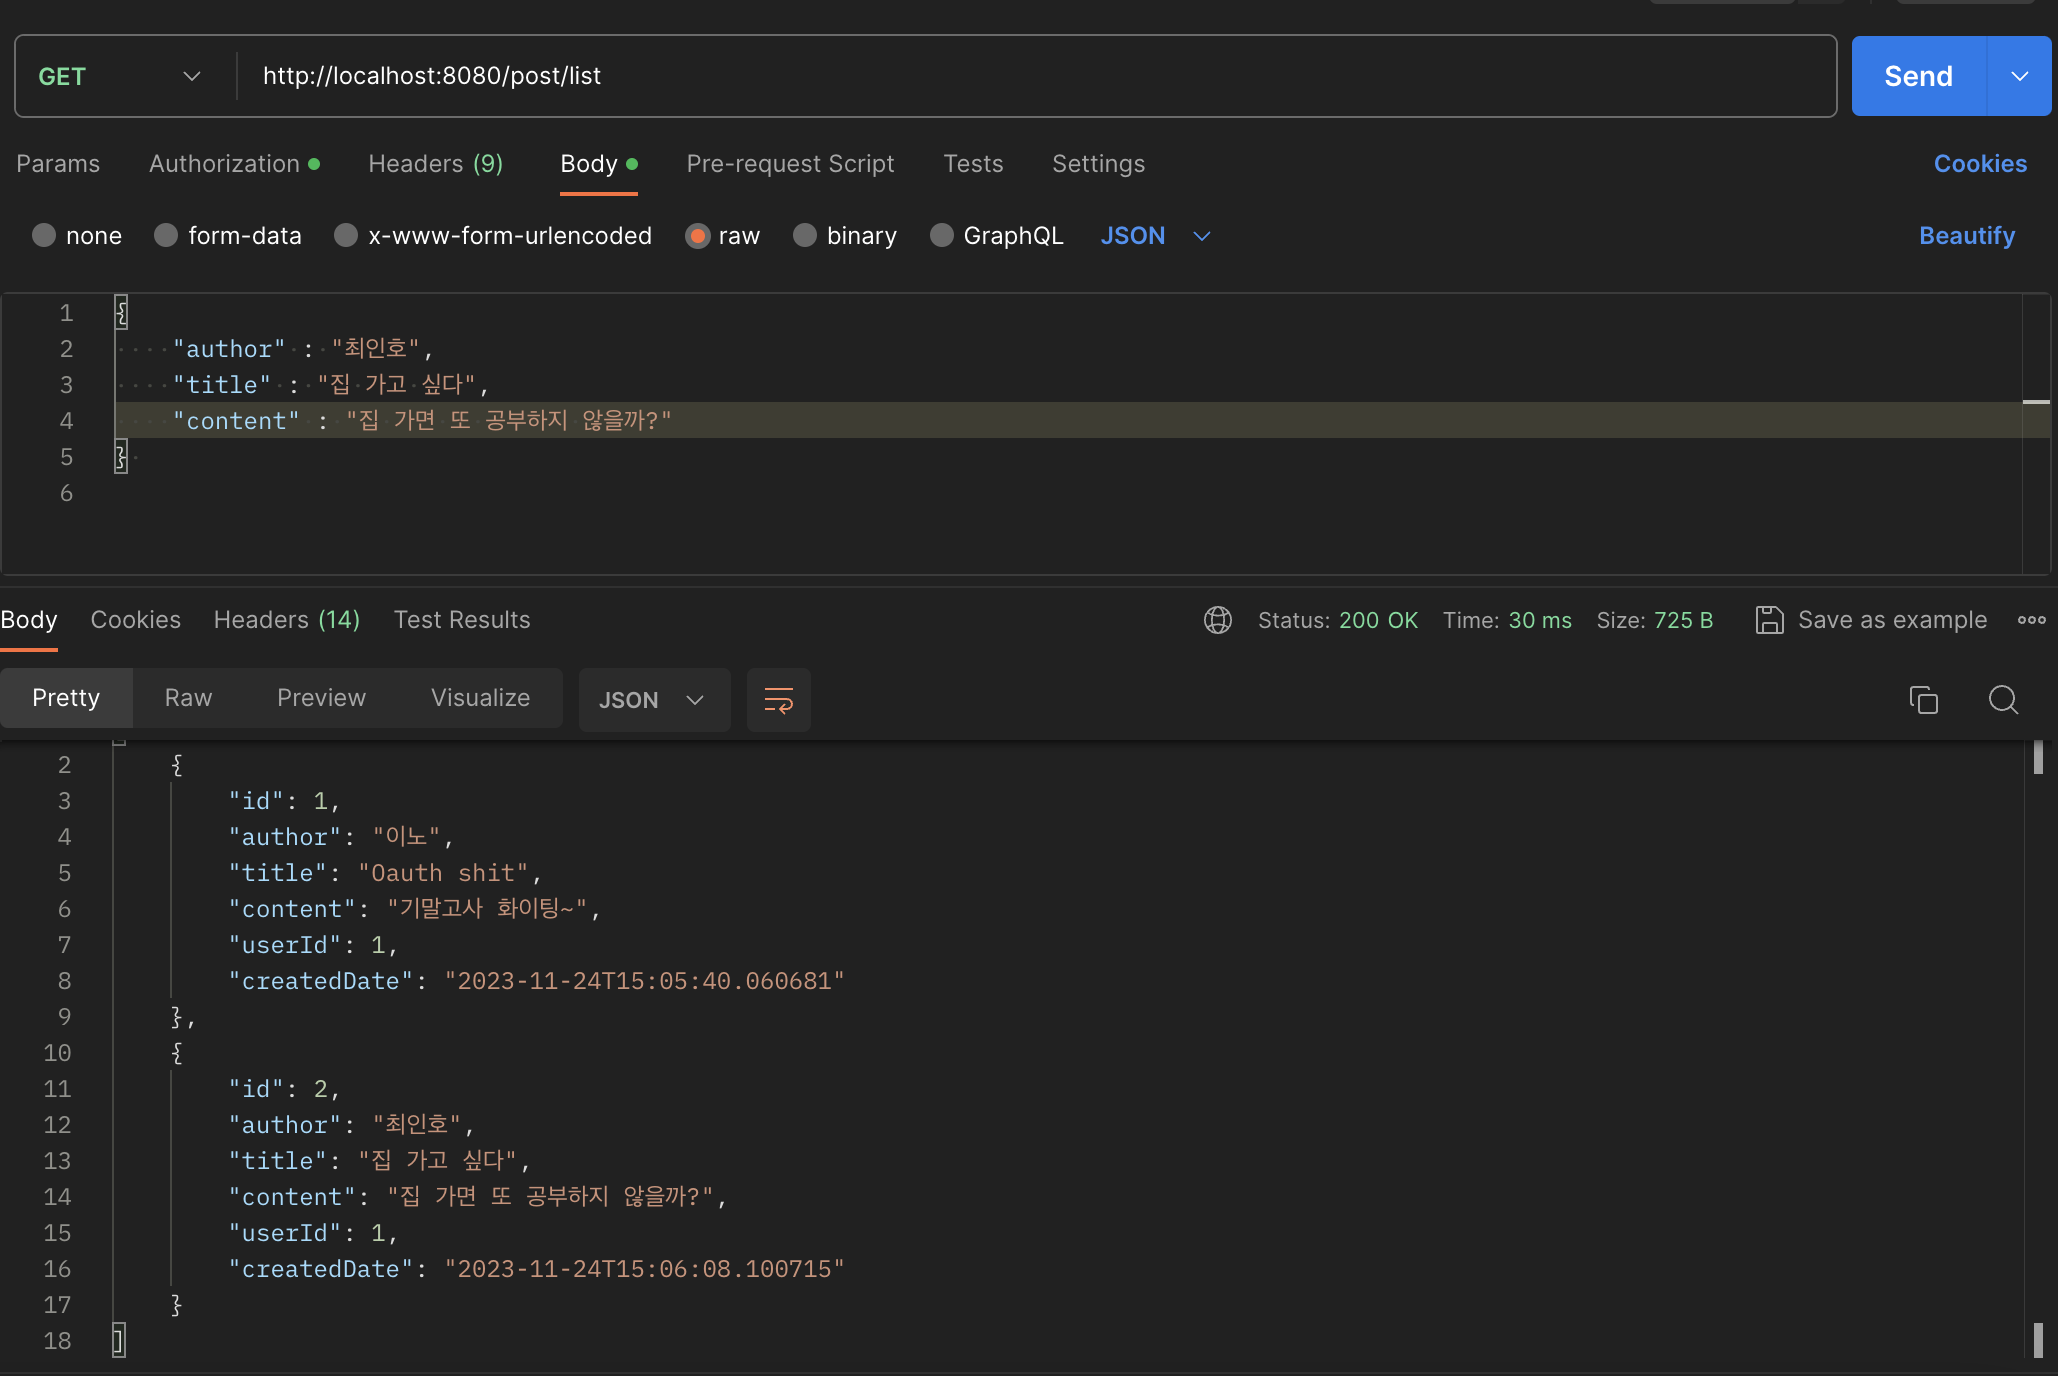 GET http://localhost:8080/post/list Send
Params Authorization Headers (9) Body Pre-request Script Tests Settings Cookies
none form-data x-www-form-urlencoded raw binary GraphQL JSON Beautify
1 {
2 "author" : "최인호",
3 "title" : "집 가고 싶다",
4 "content" : "집 가면 또 공부하지 않을까?"
5 }
6
Body Cookies Headers (14) Test Results Status: 200 OK Time: 30 ms Size: 725 B Save as example
Pretty Raw Preview Visualize JSON
2 {
3 "id": 1,
4 "author": "이노",
5 "title": "Oauth shit",
6 "content": "기말고사 화이팅~",
7 "userId": 1,
8 "createdDate": "2023-11-24T15:05:40.060681"
9 },
10 {
11 "id": 2,
12 "author": "최인호",
13 "title": "집 가고 싶다",
14 "content": "집 가면 또 공부하지 않을까?",
15 "userId": 1,
16 "createdDate": "2023-11-24T15:06:08.100715"
17 }
18 ]